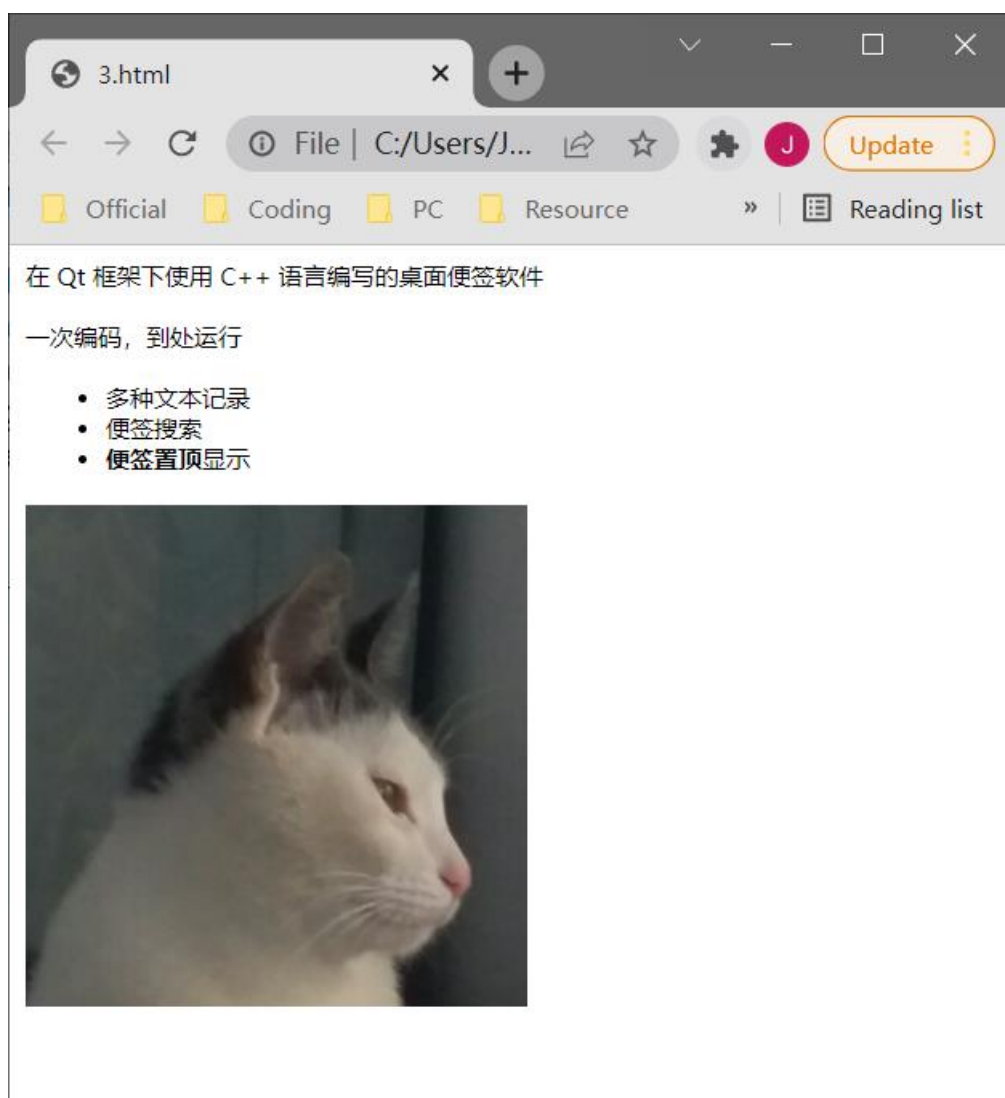 3.html
File | C:/Users/J...
J
Update
Official Coding PC Resource » Reading list
在 Qt 框架下使用 C++ 语言编写的桌面便签软件
一次编码，到处运行
• 多种文本记录
• 便签搜索
• 便签置顶显示